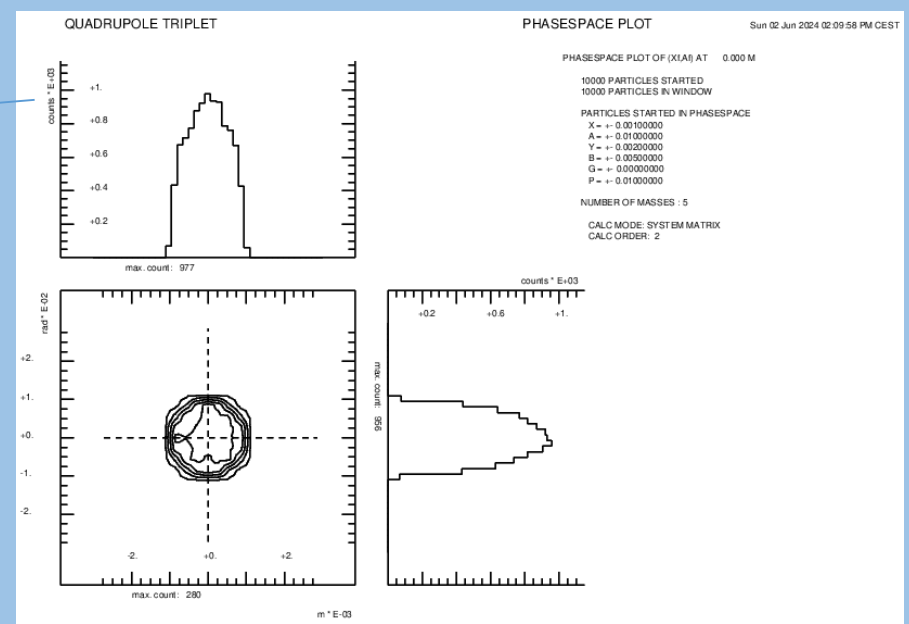 QUADRUPOLE TRIPLET
PHASESPACE PLOT
Sun 02 Jun 2024 02:09:58 PM CEST
PHASESPACE PLOT OF (Xf,Af) AT 0.000 M
10000 PARTICLES STARTED
10000 PARTICLES IN WINDOW
PARTICLES STARTED IN PHASESPACE
X = +- 0.00100000
A = +- 0.01000000
Y = +- 0.00200000
B = +- 0.00500000
G = +- 0.00000000
P = +- 0.01000000
NUMBER OF MASSES : 5
CALC MODE: SYSTEM MATRIX
CALC ORDER: 2
counts * E+03
+1.
+0.8
+0.6
+0.4
+0.2
max. count: 977
rad * E-02
+2.
+1.
+0.
-1.
-2.
-2. +0. +2.
max. count: 280
m * E-03
counts * E+03
+0.2 +0.6 +1.
max. count: 956